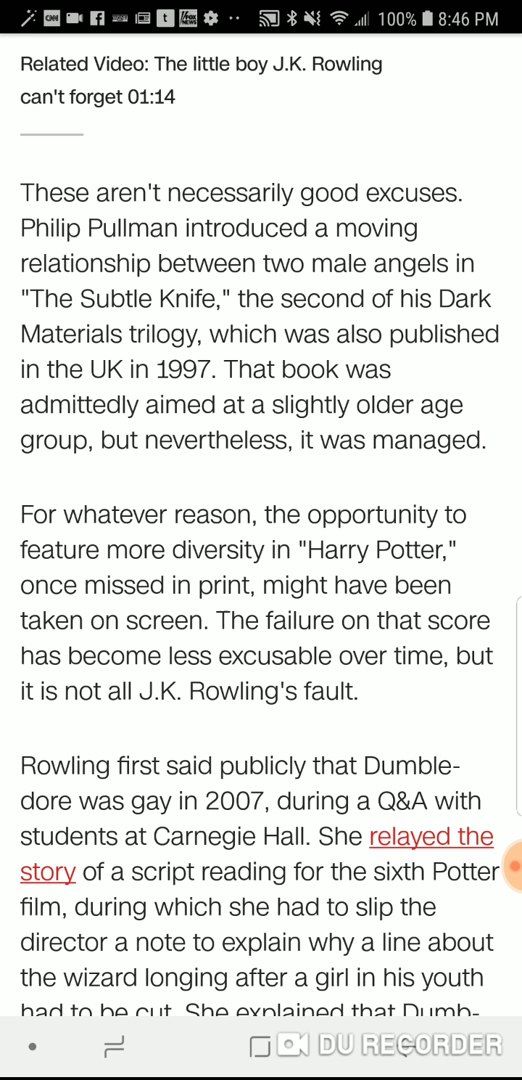 100% 8:46 PM
Related Video: The little boy J.K. Rowling
can't forget 01:14
These aren't necessarily good excuses.
Philip Pullman introduced a moving
relationship between two male angels in
"The Subtle Knife," the second of his Dark
Materials trilogy, which was also published
in the UK in 1997. That book was
admittedly aimed at a slightly older age
group, but nevertheless, it was managed.
For whatever reason, the opportunity to
feature more diversity in "Harry Potter,"
once missed in print, might have been
taken on screen. The failure on that score
has become less excusable over time, but
it is not all J.K. Rowling's fault.
Rowling first said publicly that Dumble-
dore was gay in 2007, during a Q&A with
students at Carnegie Hall. She relayed the
story of a script reading for the sixth Potter
film, during which she had to slip the
director a note to explain why a line about
the wizard longing after a girl in his youth
had to be cut. She explained that Dumb-
DU RECORDER